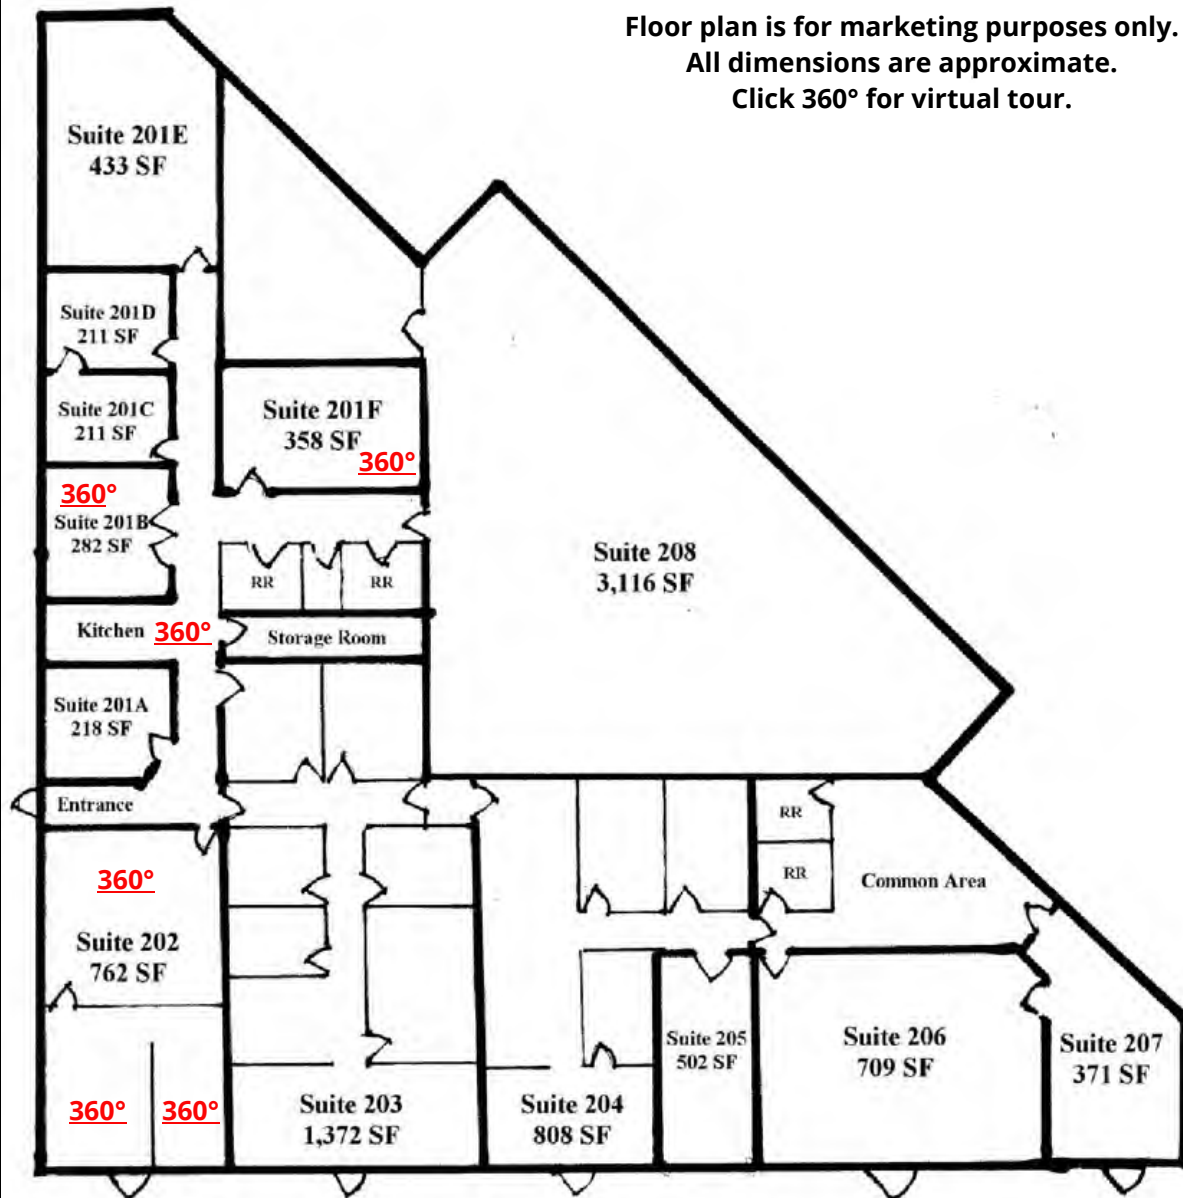 Floor plan is for marketing purposes only.
All dimensions are approximate.
Click 360° for virtual tour.
Suite 201E
433 SF
Suite 201D
211 SF
Suite 201C
211 SF
Suite 201F
358 SF
360°
360°
Suite 201B
282 SF
RR
RR
Suite 208
3,116 SF
Kitchen
360°
Storage Room
Suite 201A
218 SF
Entrance
RR
RR
Common Area
360°
Suite 202
762 SF
360°
360°
Suite 203
1,372 SF
Suite 204
808 SF
Suite 205
502 SF
Suite 206
709 SF
Suite 207
371 SF